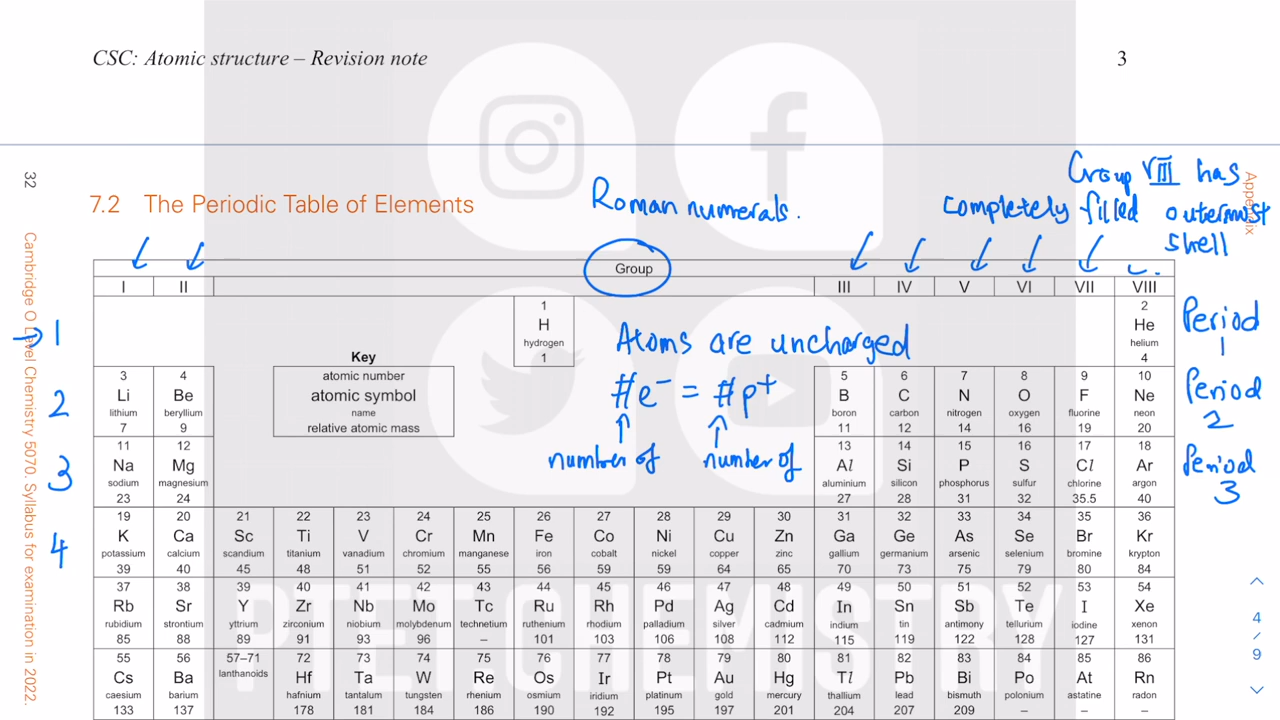 CSC: Atomic structure – Revision note 3
32
Cambridge O Level Chemistry 5070. Syllabus for examination in 2022.
Appendix
7.2 The Periodic Table of Elements
Roman numerals.
Group VIII has
completely filled outermost
shell
Group
I II III IV V VI VII VIII
1 2
→1 H He Period
hydrogen helium 1
1 4
Atoms are uncharged
#e⁻ = #p⁺
↑ ↑
number of number of
Key
atomic number
atomic symbol
name
relative atomic mass
3 4 5 6 7 8 9 10
2 Li Be B C N O F Ne Period
lithium beryllium boron carbon nitrogen oxygen fluorine neon 2
7 9 11 12 14 16 19 20
11 12 13 14 15 16 17 18
3 Na Mg Al Si P S Cl Ar Period
sodium magnesium aluminium silicon phosphorus sulfur chlorine argon 3
23 24 27 28 31 32 35.5 40
19 20 21 22 23 24 25 26 27 28 29 30 31 32 33 34 35 36
4 K Ca Sc Ti V Cr Mn Fe Co Ni Cu Zn Ga Ge As Se Br Kr
potassium calcium scandium titanium vanadium chromium manganese iron cobalt nickel copper zinc gallium germanium arsenic selenium bromine krypton
39 40 45 48 51 52 55 56 59 59 64 65 70 73 75 79 80 84
37 38 39 40 41 42 43 44 45 46 47 48 49 50 51 52 53 54
Rb Sr Y Zr Nb Mo Tc Ru Rh Pd Ag Cd In Sn Sb Te I Xe
rubidium strontium yttrium zirconium niobium molybdenum technetium ruthenium rhodium palladium silver cadmium indium tin antimony tellurium iodine xenon
85 88 89 91 93 96 – 101 103 106 108 112 115 119 122 128 127 131
55 56 57–71 72 73 74 75 76 77 78 79 80 81 82 83 84 85 86
Cs Ba lanthanoids Hf Ta W Re Os Ir Pt Au Hg Tl Pb Bi Po At Rn
caesium barium hafnium tantalum tungsten rhenium osmium iridium platinum gold mercury thallium lead bismuth polonium astatine radon
133 137 178 181 184 186 190 192 195 197 201 204 207 209 – – –
PTETCHEMISTRY
4
/
9